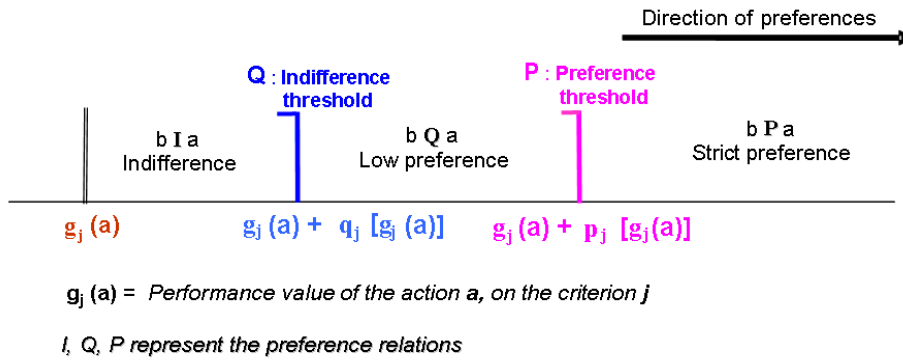 Direction of preferences
Q : Indifference
threshold
P : Preference
threshold
b I a
Indifference
b Q a
Low preference
b P a
Strict preference
gj (a)
gj (a) + qj [gj (a)]
gj (a) + pj [gj(a)]
gj (a) = Performance value of the action a, on the criterion j
I, Q, P represent the preference relations